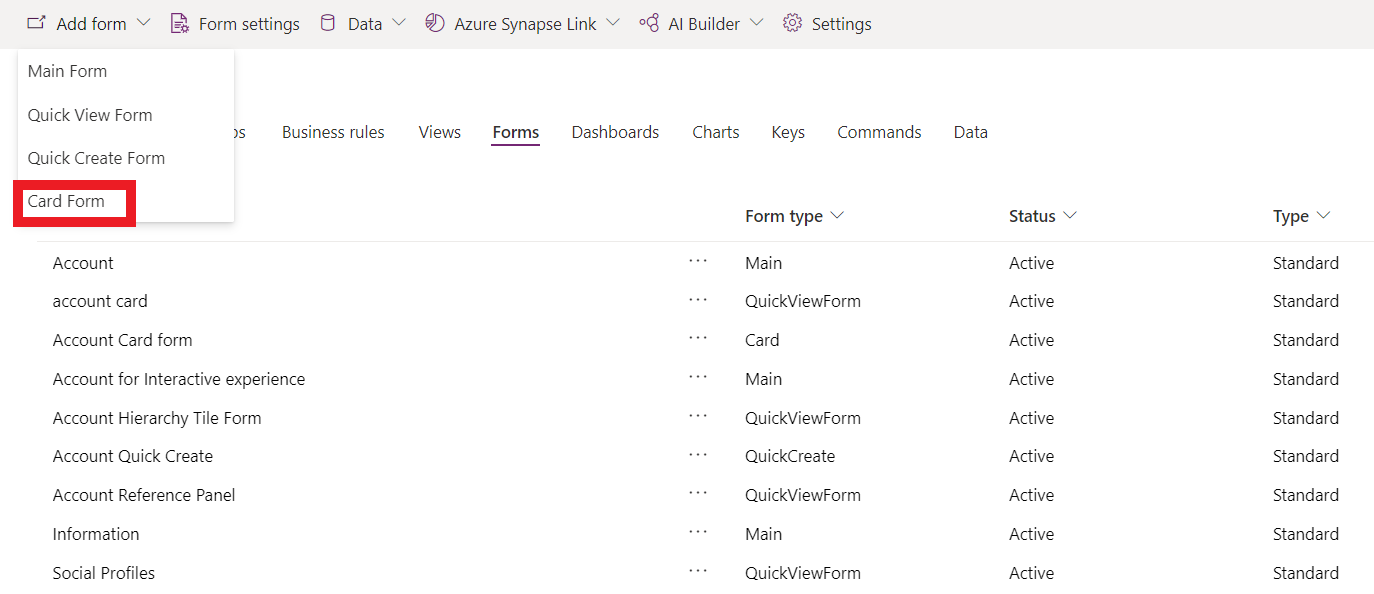 Add form Form settings Data Azure Synapse Link AI Builder Settings
Main Form
Quick View Form
Quick Create Form
Card Form
Business rules Views Forms Dashboards Charts Keys Commands Data
Form type Status Type
Account ... Main Active Standard
account card ... QuickViewForm Active Standard
Account Card form ... Card Active Standard
Account for Interactive experience ... Main Active Standard
Account Hierarchy Tile Form ... QuickViewForm Active Standard
Account Quick Create ... QuickCreate Active Standard
Account Reference Panel ... QuickViewForm Active Standard
Information ... Main Active Standard
Social Profiles ... QuickViewForm Active Standard